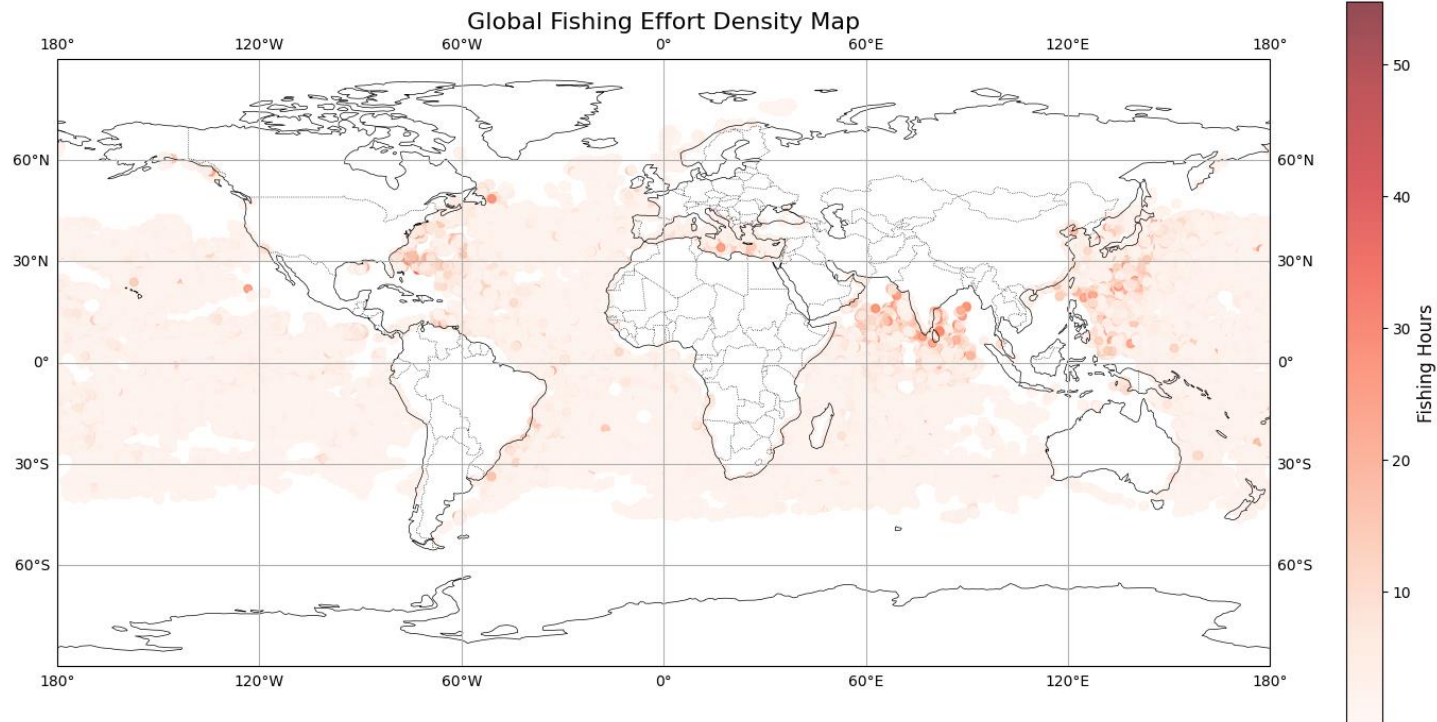 Global Fishing Effort Density Map
180° 120°W 60°W 0° 60°E 120°E 180°
60°N 60°N
30°N 30°N
0° 0°
30°S 30°S
60°S 60°S
180° 120°W 60°W 0° 60°E 120°E 180°
50
40
30
20
10
Fishing Hours